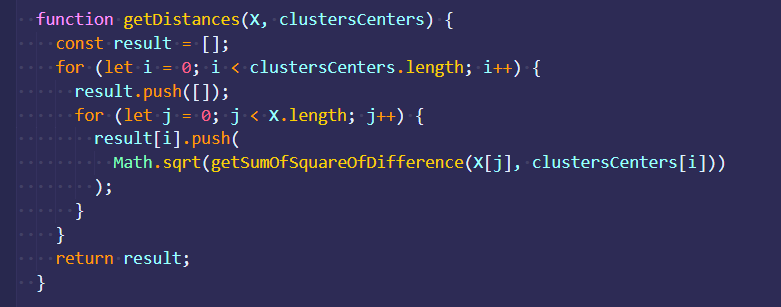 function getDistances(X, clustersCenters) {
  const result = [];
  for (let i = 0; i < clustersCenters.length; i++) {
    result.push([]);
    for (let j = 0; j < X.length; j++) {
      result[i].push(
        Math.sqrt(getSumOfSquareOfDifference(X[j], clustersCenters[i]))
      );
    }
  }
  return result;
}